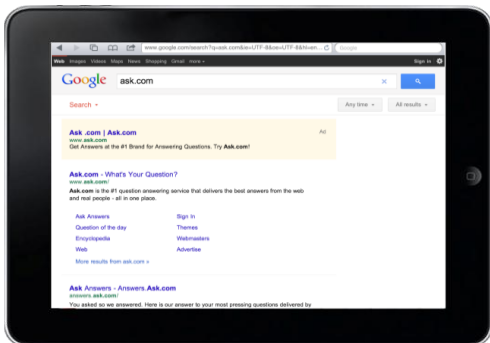 www.google.com/search?q=ask.com&ie=UTF-8&oe=UTF-8&hl=en... Google
Web Images Videos Maps News Shopping Gmail more Sign In
Google ask.com
Search Any time All results
Ask .com | Ask.com Ad
www.ask.com
Get Answers at the #1 Brand for Answering Questions. Try Ask.com!
Ask.com - What's Your Question?
www.ask.com/
Ask.com is the #1 question answering service that delivers the best answers from the web
and real people - all in one place.
Ask Answers Sign In
Question of the day Themes
Encyclopedia Webmasters
Web Advertise
More results from ask.com »
Ask Answers - Answers.Ask.com
answers.ask.com/
You asked so we answered. Here is our answer to your most pressing questions delivered by